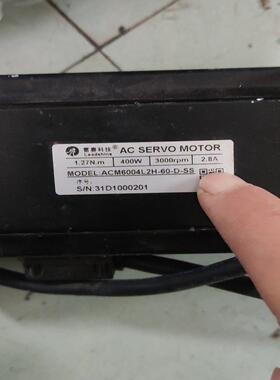 雷赛科技 Leadshine AC SERVO MOTOR
1.27N.m 400W 3000rpm 2.8A
MODEL: ACM6004L2H-60-D-SS
序号:
S/N:31D1000201